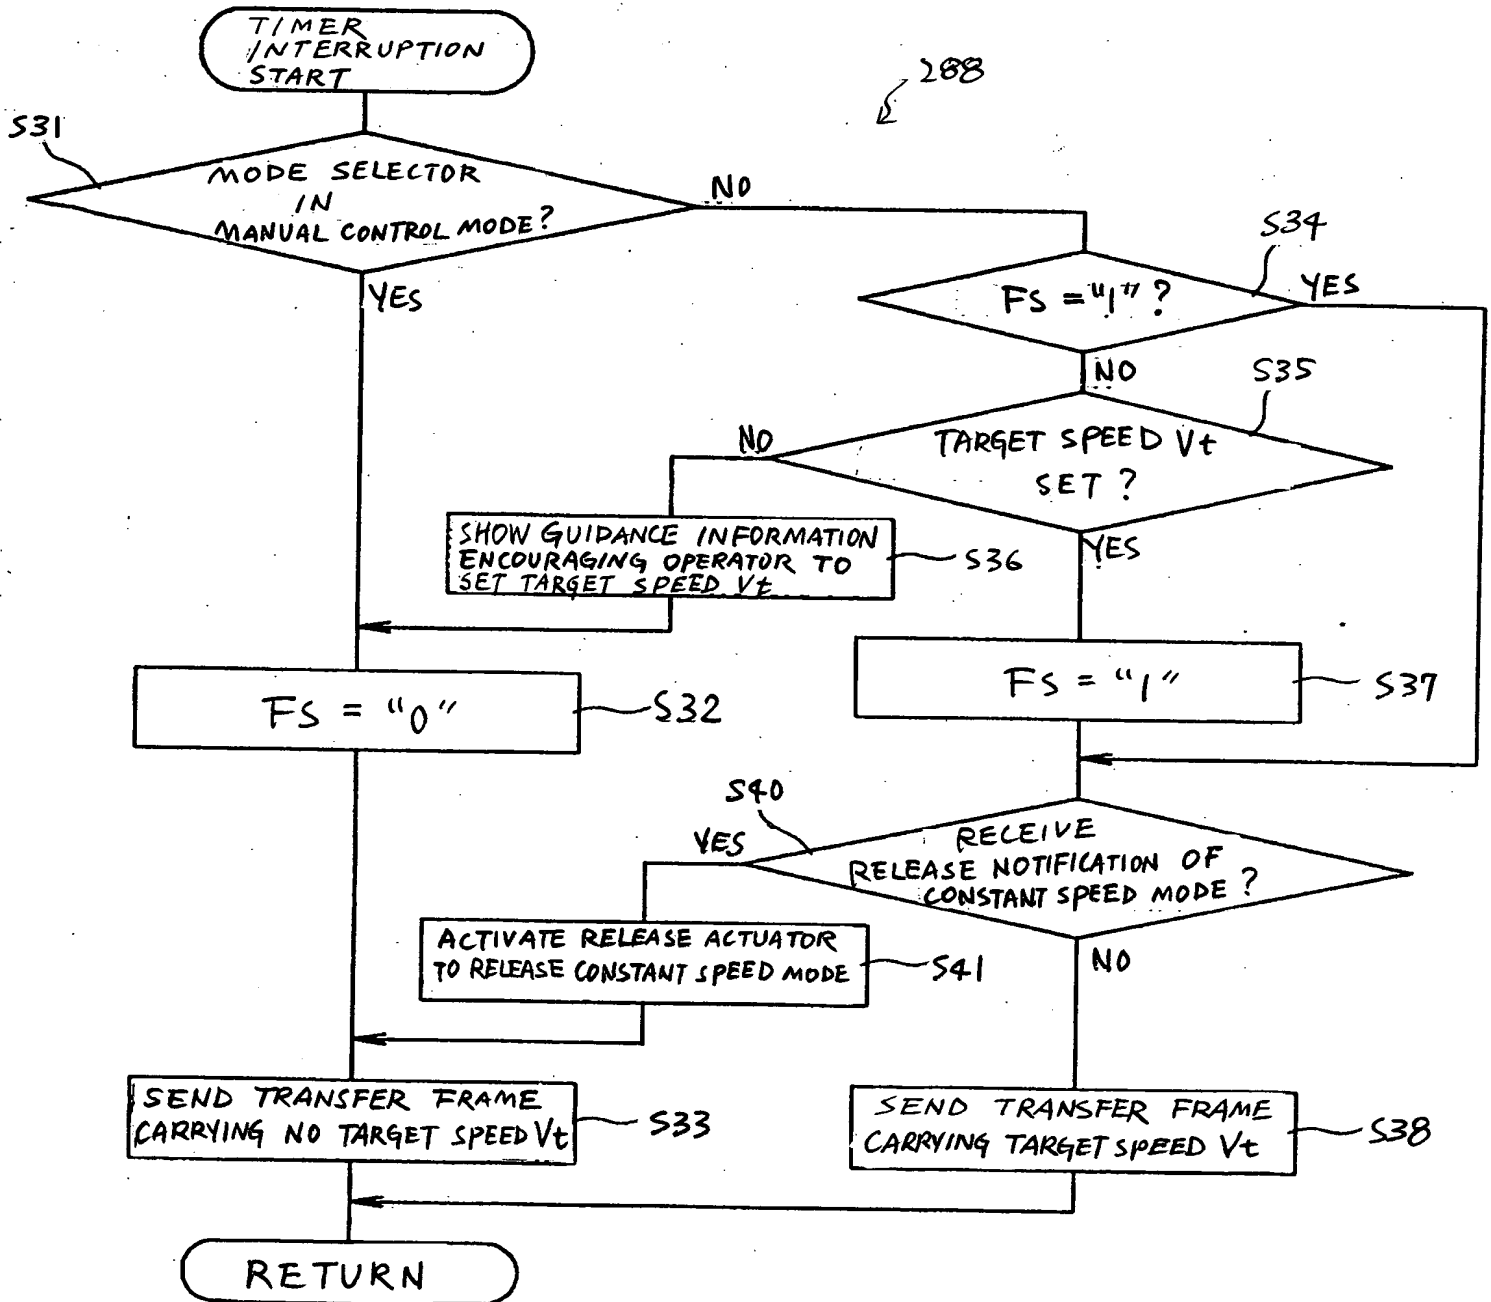 TIMER
INTERRUPTION
START
288
S31
MODE SELECTOR
IN
MANUAL CONTROL MODE?
NO
YES
S34
FS = "1" ?
YES
NO
S35
TARGET SPEED Vt
SET ?
NO
YES
SHOW GUIDANCE INFORMATION
ENCOURAGING OPERATOR TO
SET TARGET SPEED Vt
S36
FS = "0"
S32
FS = "1"
S37
S40
RECEIVE
RELEASE NOTIFICATION OF
CONSTANT SPEED MODE ?
YES
NO
ACTIVATE RELEASE ACTUATOR
TO RELEASE CONSTANT SPEED MODE
S41
SEND TRANSFER FRAME
CARRYING NO TARGET SPEED Vt
S33
SEND TRANSFER FRAME
CARRYING TARGET SPEED Vt
S38
RETURN